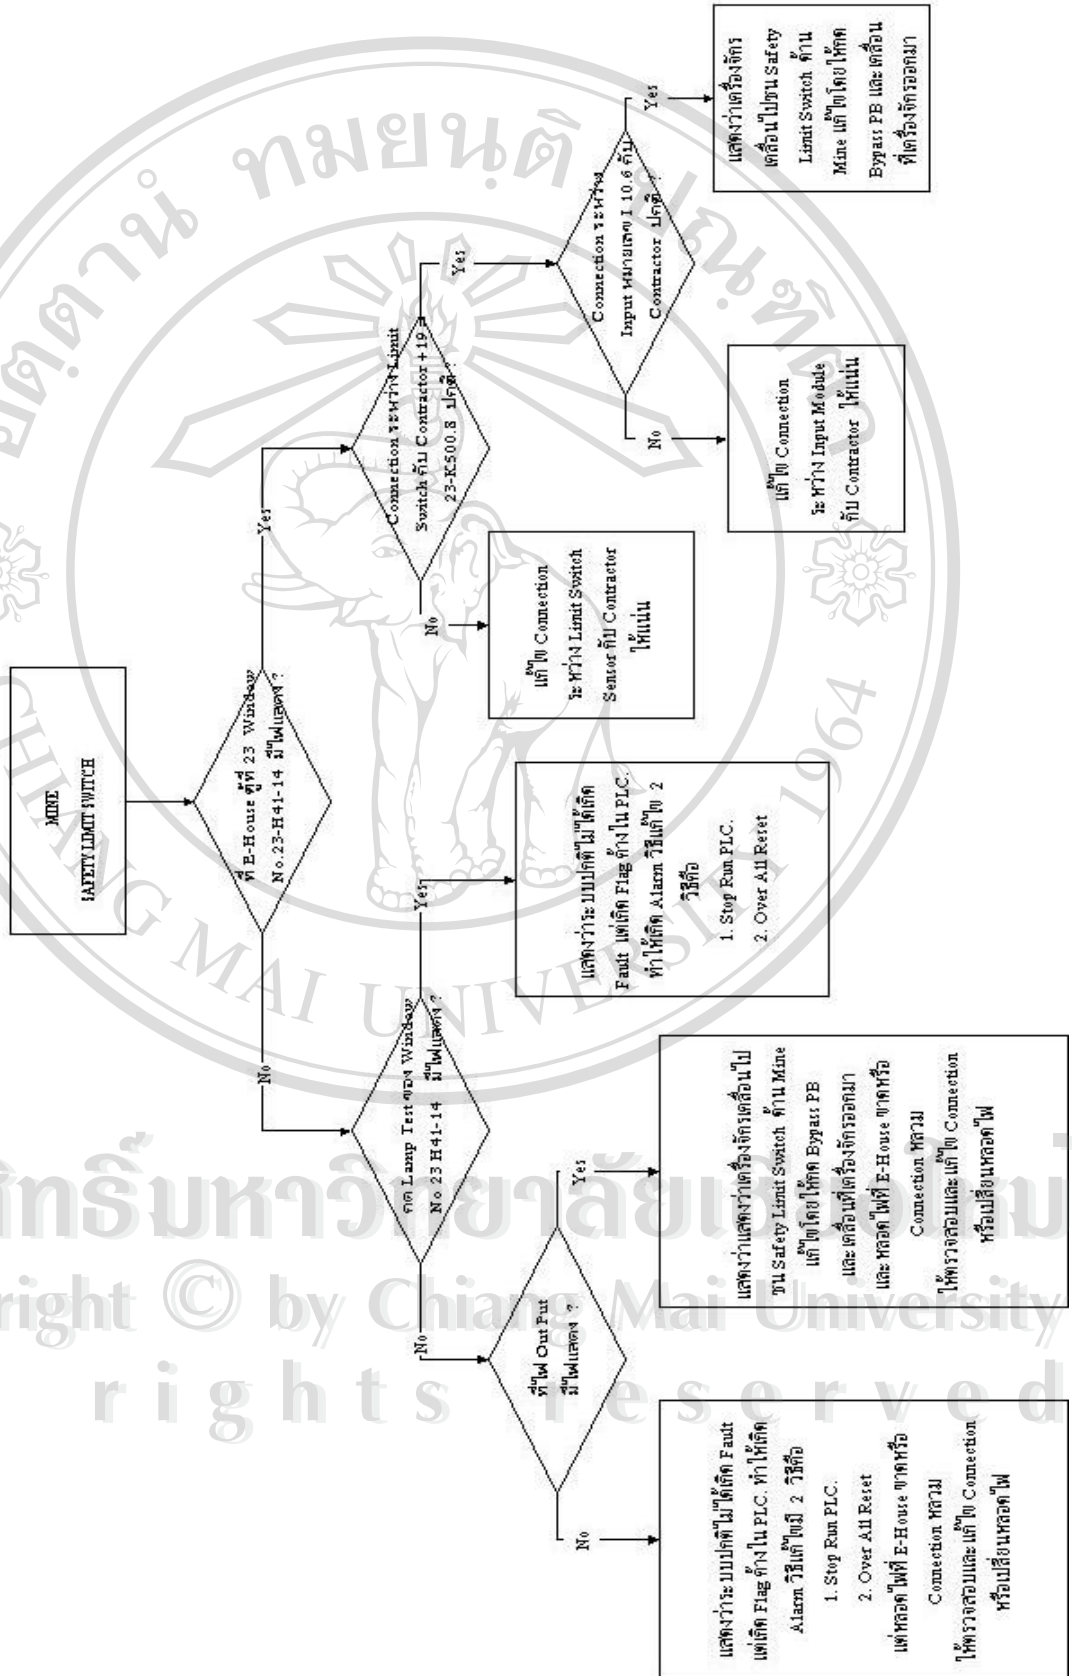 MINE
SAFETY LIMIT SWITCH
ที่ E-House ตู้ที่ 23 Window
No.23-H41-14 มีไฟแสดง ?
No
Yes
กด Lamp Test ของ Window
No 23 H41-14 มีไฟแสดง ?
No
Yes
Connection ระหว่าง Limit
Switch กับ Contractor +19
23-K500.8 ปกติ ?
No
Yes
ที่ไฟ Out Put
มีไฟแสดง ?
No
Yes
Connection ระหว่าง
Input หมายเลข I 10.6 กับ
Contractor ปกติ ?
No
Yes
แสดงว่าระบบปกติไม่ได้เกิด Fault
แต่เกิด Flag ค้างใน PLC. ทำให้เกิด
Alarm วิธีแก้ไขมี 2 วิธีคือ
1. Stop Run PLC.
2. Over All Reset
แต่หลอดไฟที่ E-House ขาดหรือ
Connection หลวม
ให้ตรวจสอบและแก้ไข Connection
หรือเปลี่ยนหลอดไฟ
แสดงว่าแสดงว่าเครื่องจักรเคลื่อนไป
ชน Safety Limit Switch ด้าน Mine
แก้ไขโดยให้กด Bypass PB
และเคลื่อนที่เครื่องจักรออกมา
และหลอดไฟที่ E-House ขาดหรือ
Connection หลวม
ให้ตรวจสอบและแก้ไข Connection
หรือเปลี่ยนหลอดไฟ
แสดงว่าระบบปกติไม่ได้เกิด
Fault แต่เกิด Flag ค้างใน PLC.
ทำให้เกิด Alarm วิธีแก้ไข 2
วิธีคือ
1. Stop Run PLC.
2. Over All Reset
แก้ไข Connection
ระหว่าง Limit Switch
Sensor กับ Contractor
ให้แน่น
แก้ไข Connection
ระหว่าง Input Module
กับ Contractor ให้แน่น
แสดงว่าเครื่องจักร
เคลื่อนไปชน Safety
Limit Switch ด้าน
Mine แก้ไขโดยให้กด
Bypass PB และเคลื่อน
ที่เครื่องจักรออกมา
CHIANG MAI UNIVERSITY 1964
right © by Chiang Mai University
rights reserved